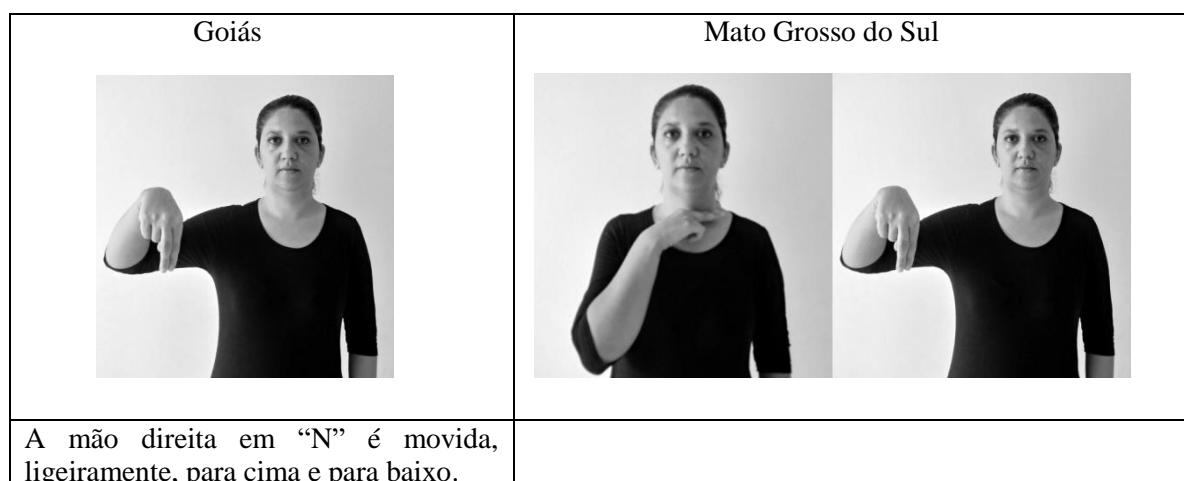 Goiás
Mato Grosso do Sul
A mão direita em “N” é movida,
ligeiramente, para cima e para baixo.